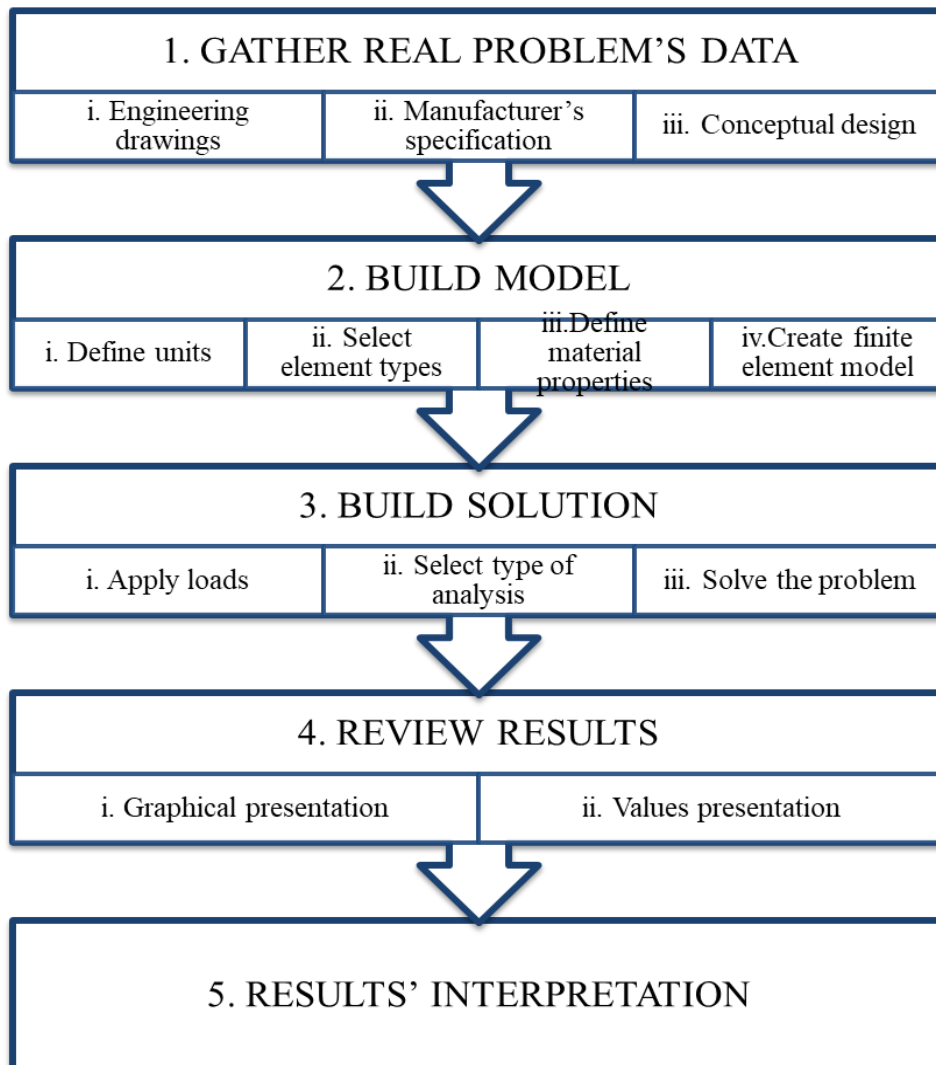 1. GATHER REAL PROBLEM’S DATA
i. Engineering
drawings
ii. Manufacturer’s
specification
iii. Conceptual design
2. BUILD MODEL
i. Define units
ii. Select
element types
iii.Define
material
properties
iv.Create finite
element model
3. BUILD SOLUTION
i. Apply loads
ii. Select type of
analysis
iii. Solve the problem
4. REVIEW RESULTS
i. Graphical presentation
ii. Values presentation
5. RESULTS’ INTERPRETATION